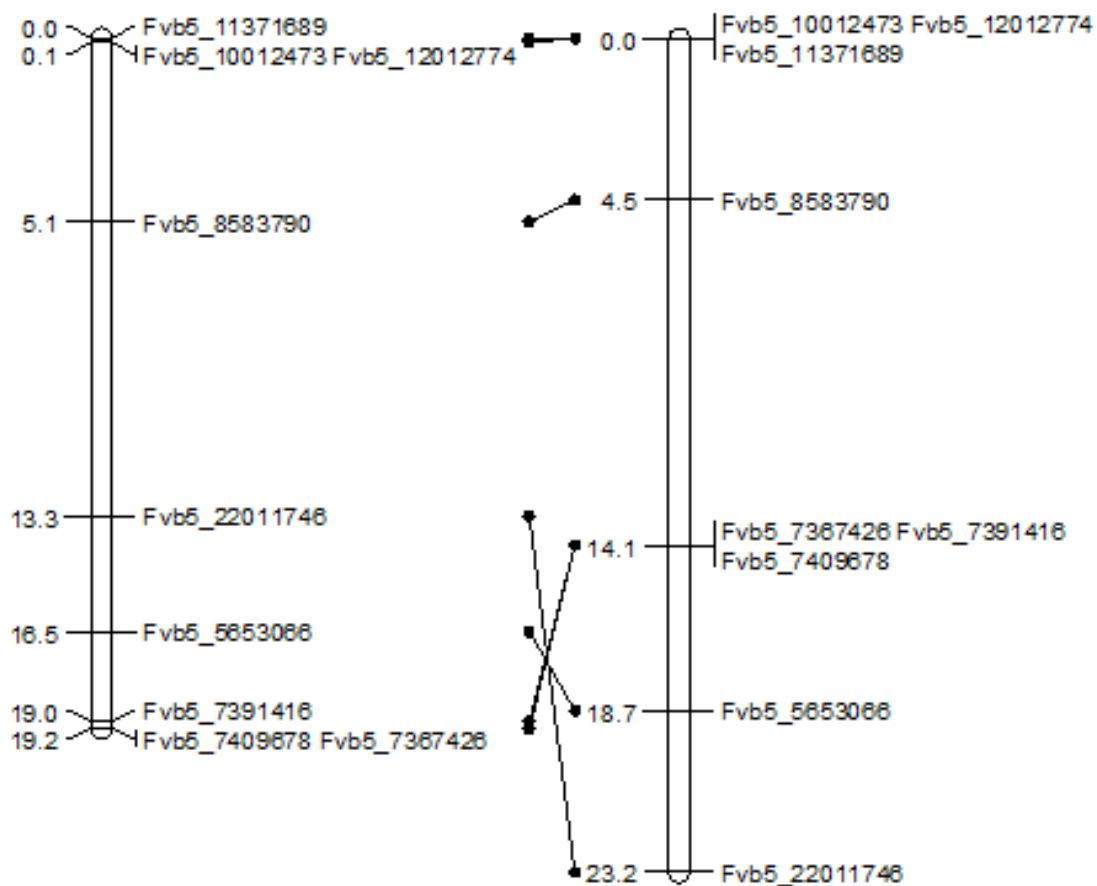 0.0 Fvb5_11371689
0.1 Fvb5_10012473 Fvb5_12012774
5.1 Fvb5_8583790
13.3 Fvb5_22011746
16.5 Fvb5_5653066
19.0 Fvb5_7391416
19.2 Fvb5_7409678 Fvb5_7367426
0.0 Fvb5_10012473 Fvb5_12012774
Fvb5_11371689
4.5 Fvb5_8583790
14.1 Fvb5_7367426 Fvb5_7391416
Fvb5_7409678
18.7 Fvb5_5653066
23.2 Fvb5_22011746